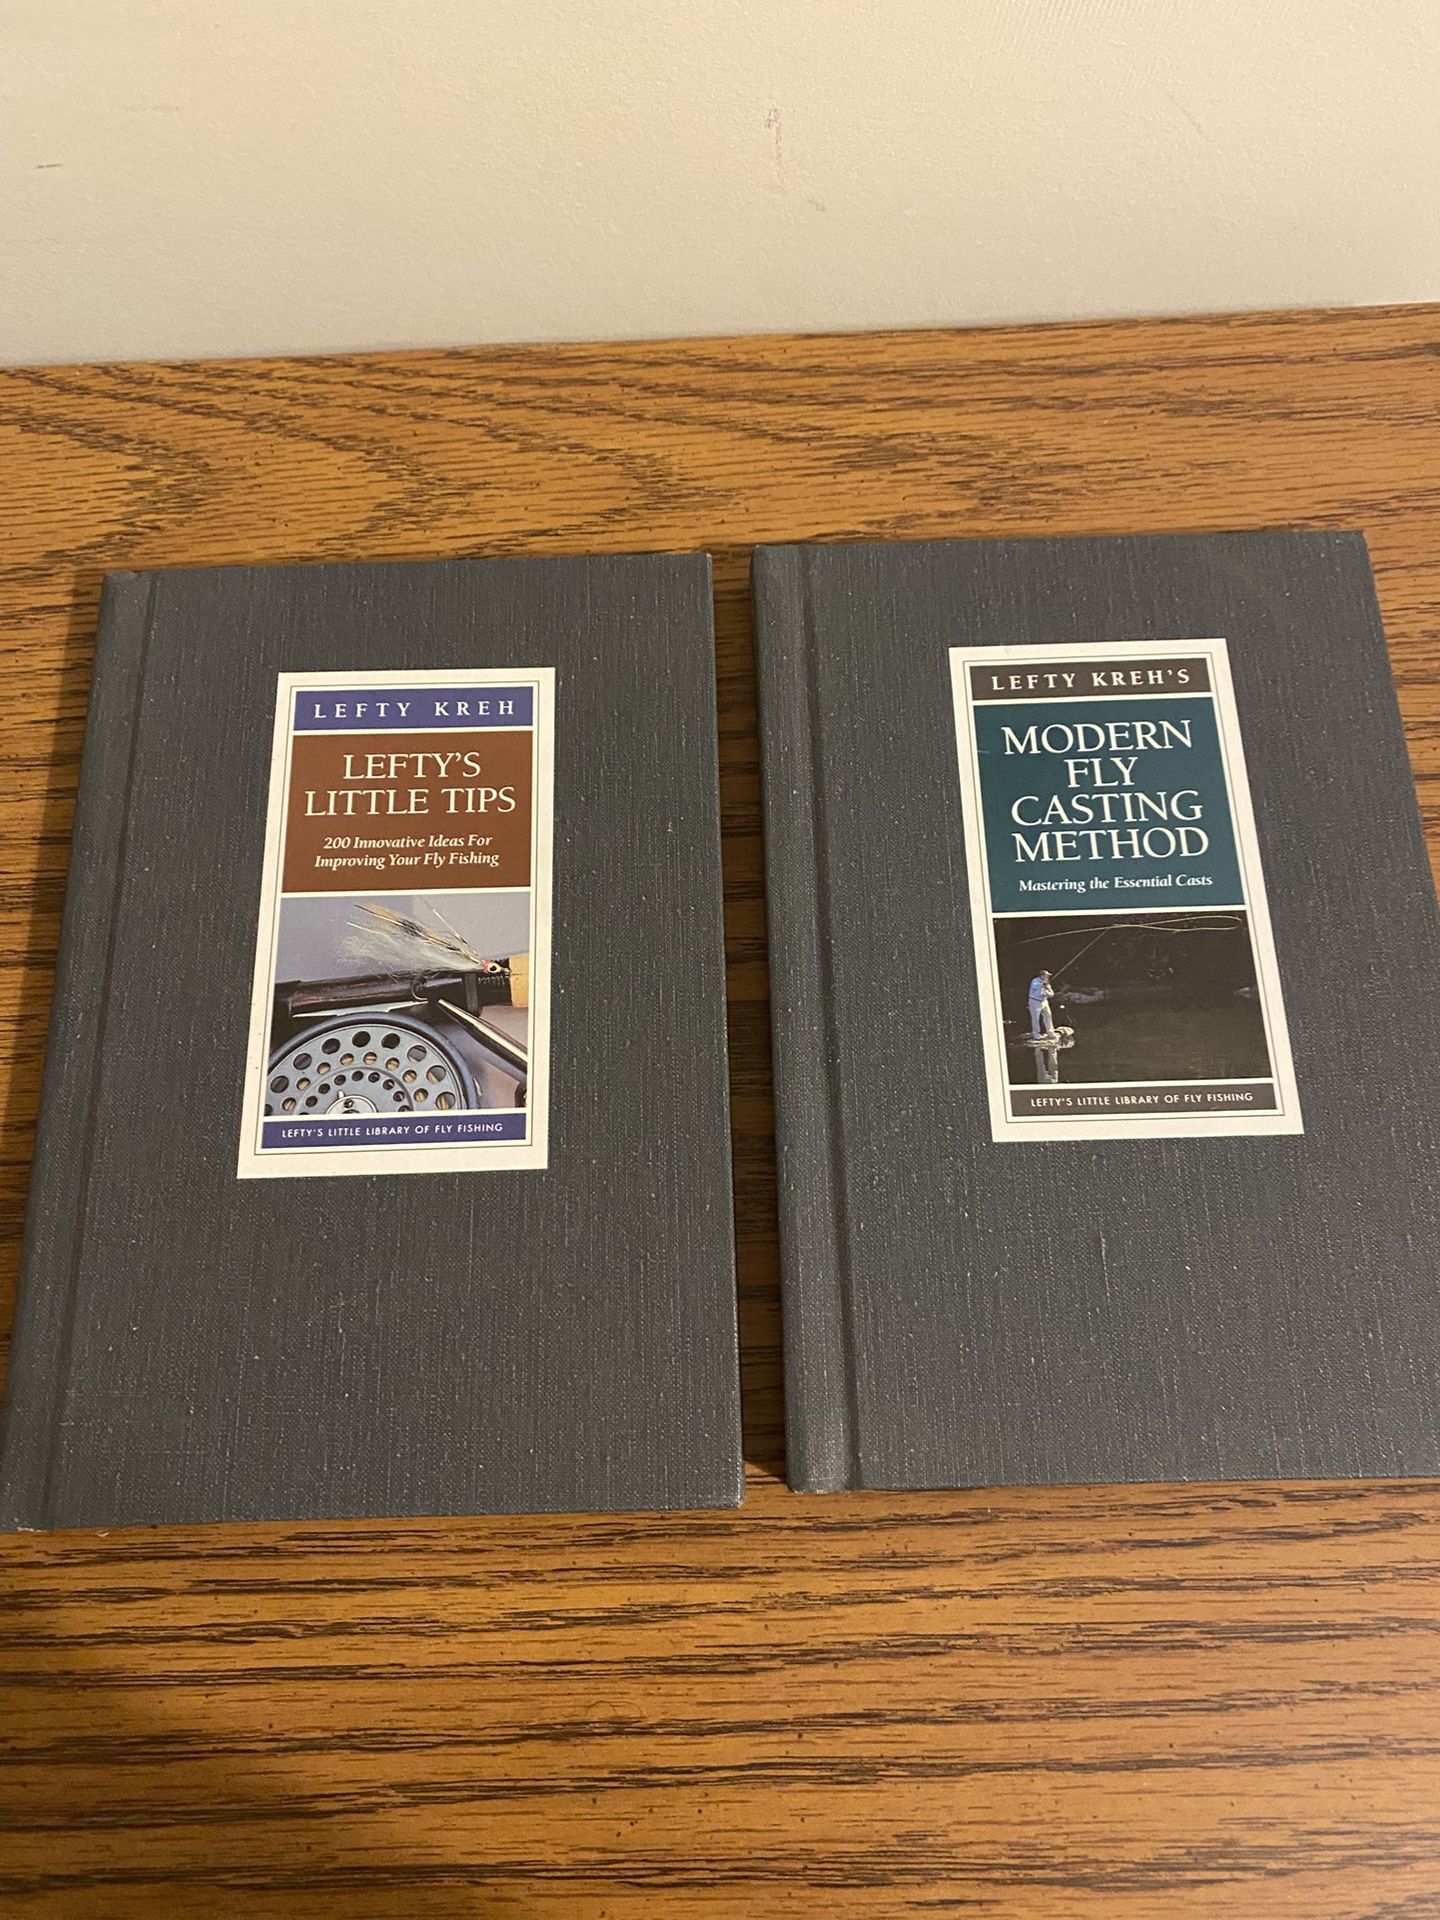 LEFTY KREH
LEFTY'S
LITTLE TIPS
200 Innovative Ideas For
Improving Your Fly Fishing
LEFTY'S LITTLE LIBRARY OF FLY FISHING
LEFTY KREH'S
MODERN
FLY
CASTING
METHOD
Mastering the Essential Casts
LEFTY'S LITTLE LIBRARY OF FLY FISHING